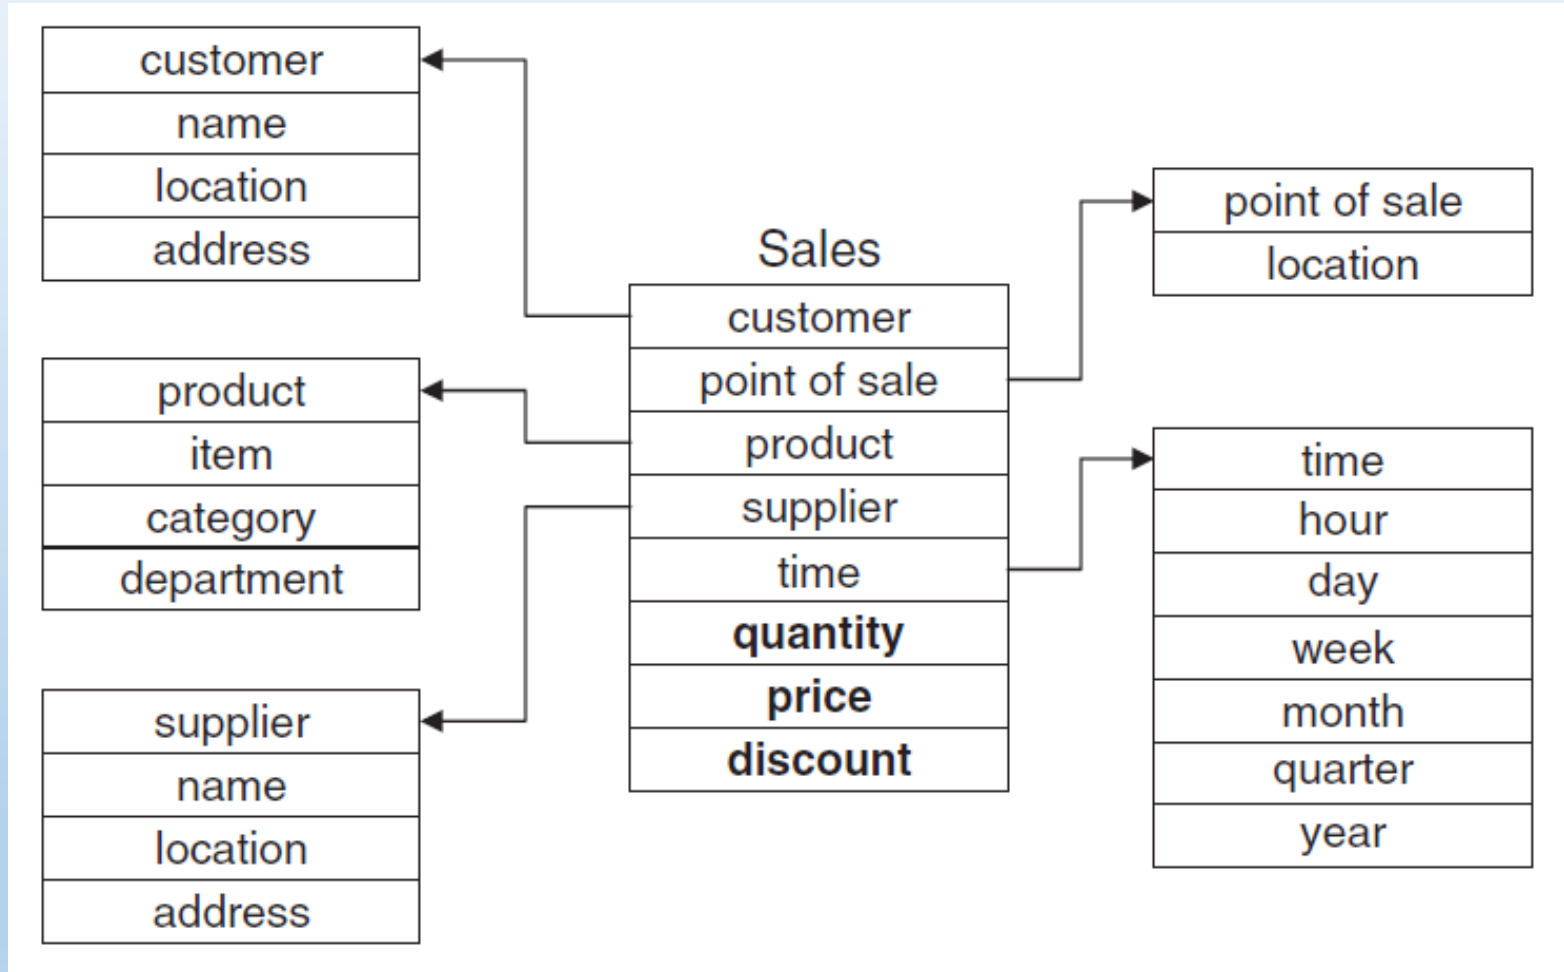 customer
name
location
address
product
item
category
department
supplier
name
location
address
Sales
customer
point of sale
product
supplier
time
quantity
price
discount
point of sale
location
time
hour
day
week
month
quarter
year